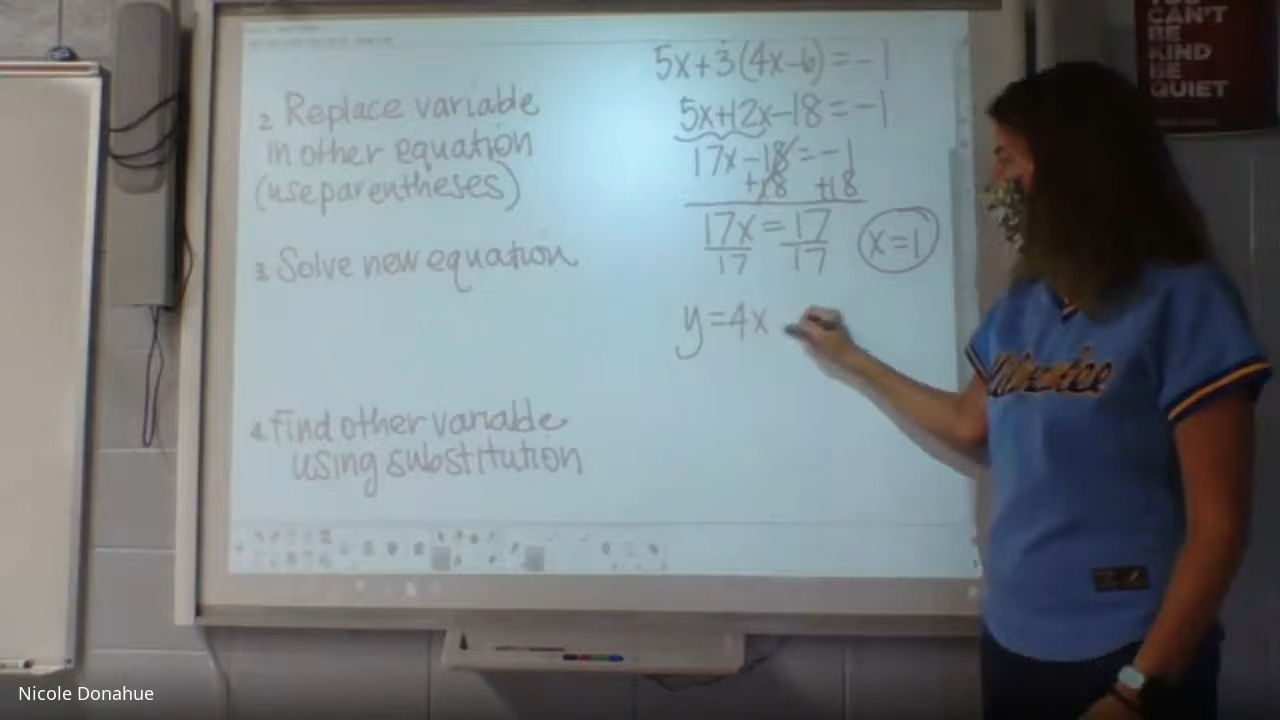 YOU
CAN'T
BE
KIND
BE
QUIET
2. Replace variable
in other equation
(use parentheses)
3. Solve new equation
4. Find other variable
using substitution
5x+3(4x-6)=-1
5x+12x-18=-1
17x-18=-1
+18 +18
17x=17
17 17
x=1
y=4x
Nicole Donahue